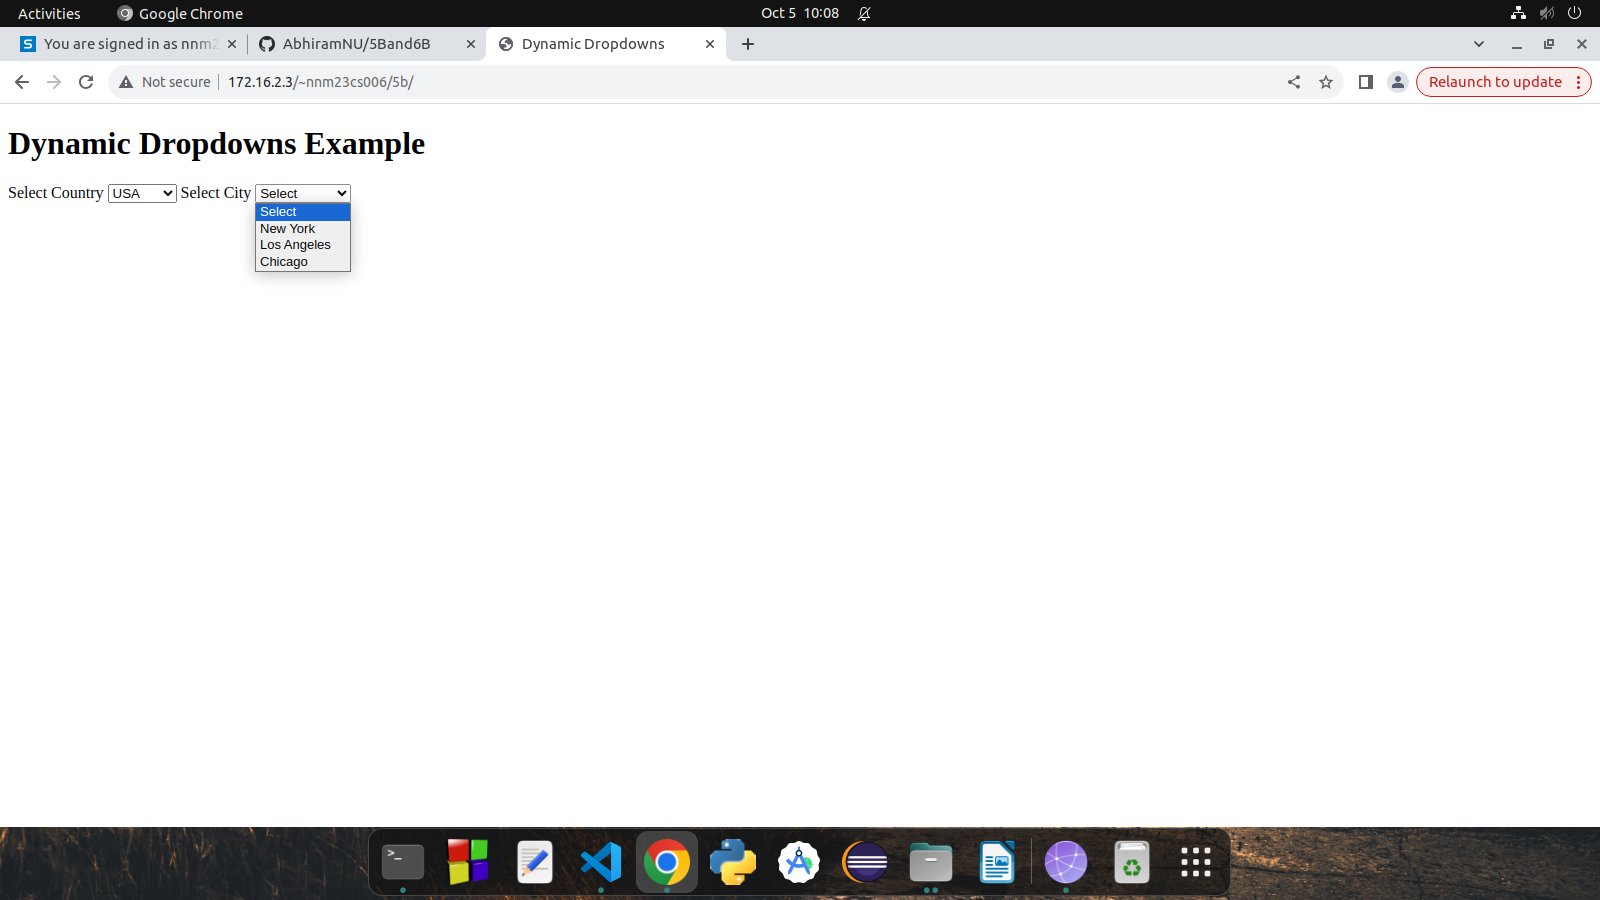 Activities Google Chrome Oct 5 10:08
You are signed in as nnm2 AbhiramNU/5Band6B Dynamic Dropdowns
Not secure 172.16.2.3/~nnm23cs006/5b/ Relaunch to update
Dynamic Dropdowns Example
Select Country USA Select City Select
Select
New York
Los Angeles
Chicago